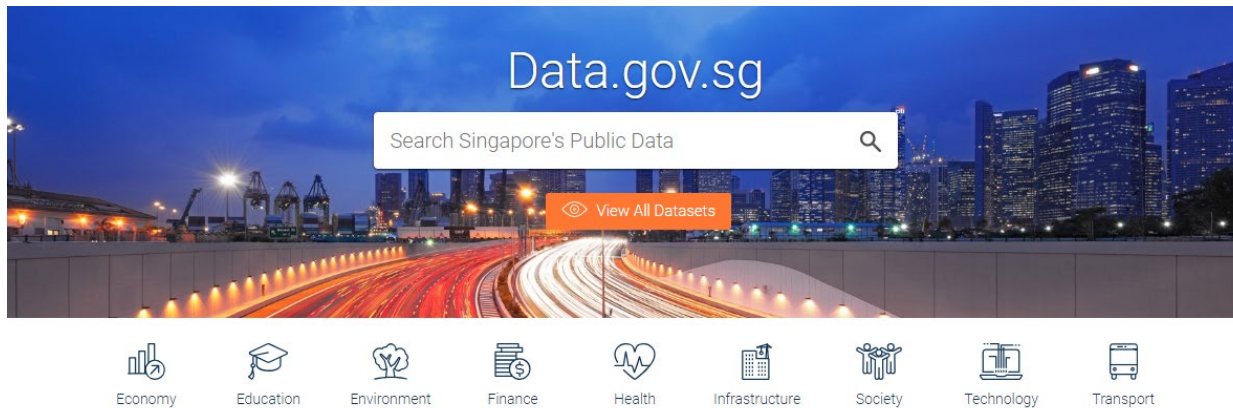 Data.gov.sg
Search Singapore's Public Data
View All Datasets
Economy Education Environment Finance Health Infrastructure Society Technology Transport